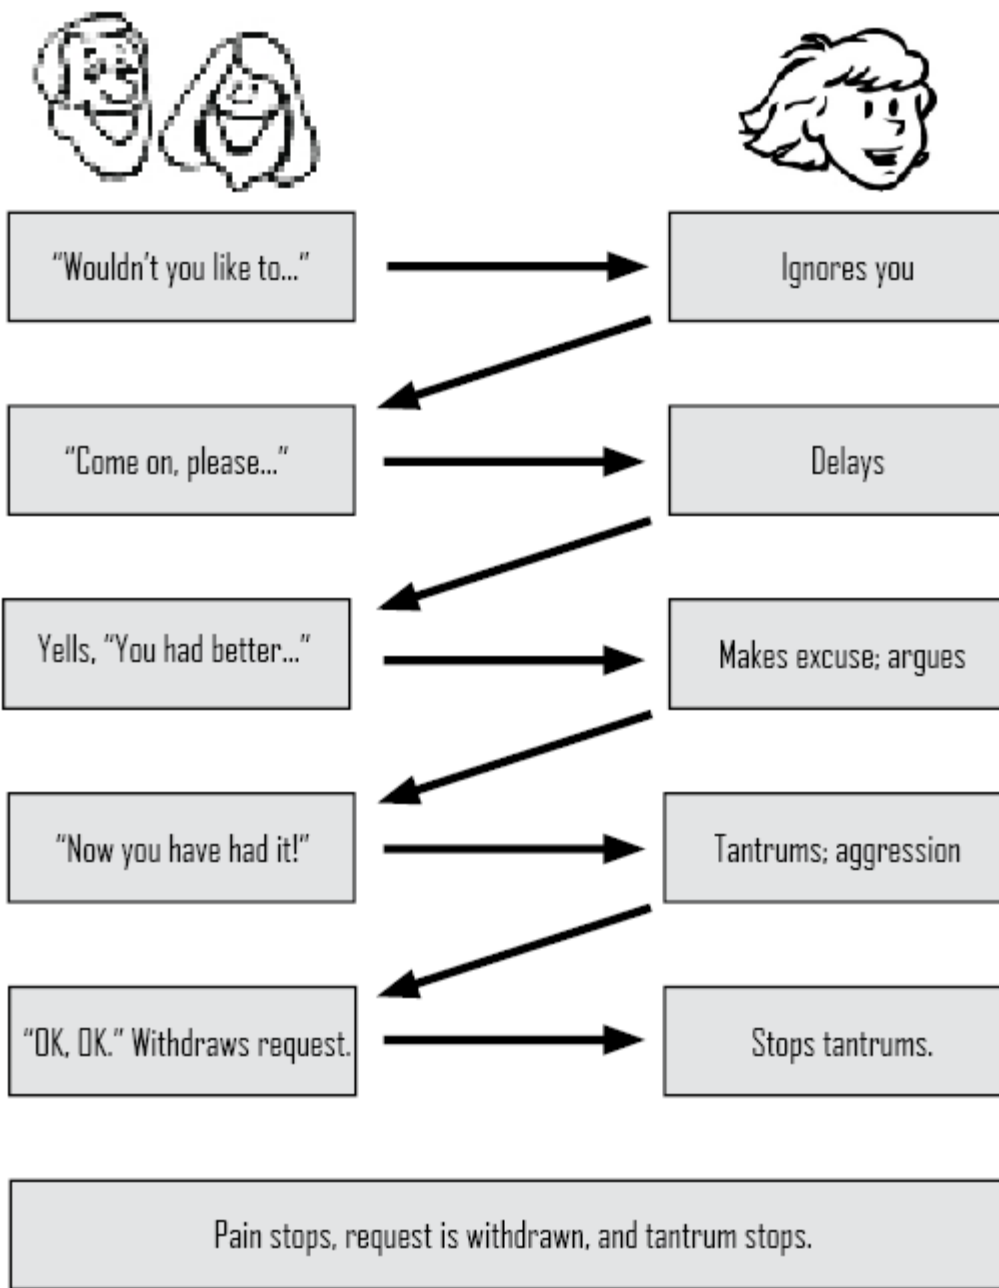 “Wouldn’t you like to...”
Ignores you
“Come on, please...”
Delays
Yells, “You had better...”
Makes excuse; argues
“Now you have had it!”
Tantrums; aggression
“OK, OK.” Withdraws request.
Stops tantrums.
Pain stops, request is withdrawn, and tantrum stops.